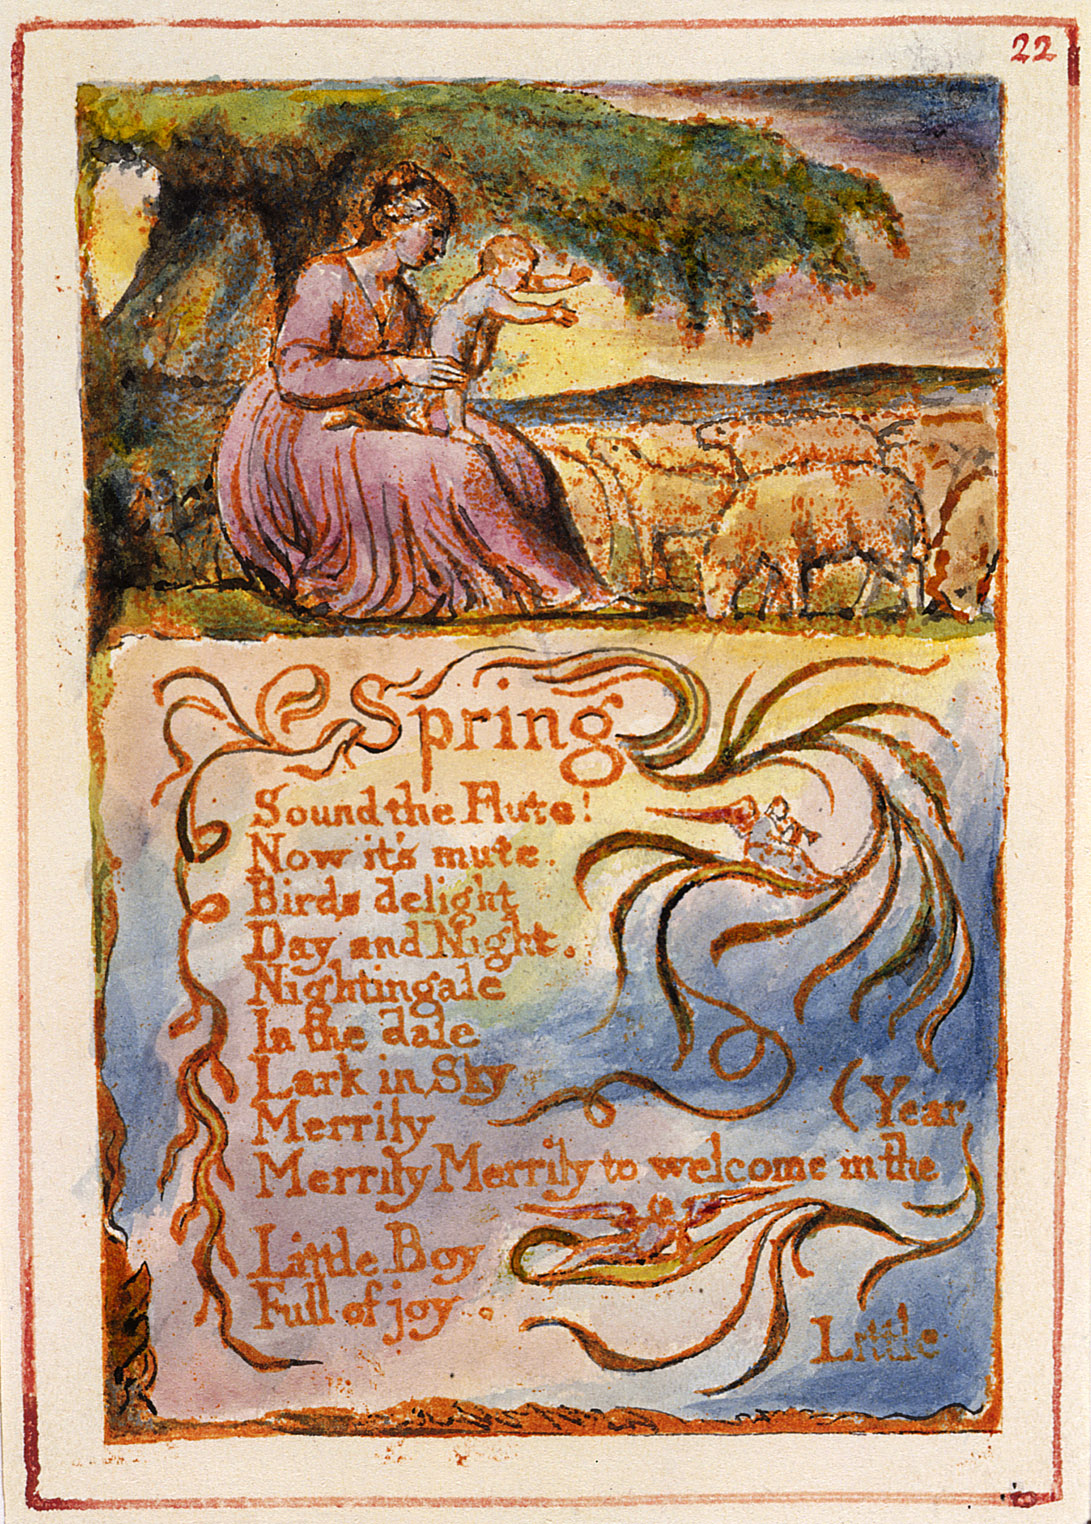 22
Spring
Sound the Flute!
Now it's mute.
Birds delight
Day and Night.
Nightingale
In the dale
Lark in Sky
Merrily
Merrily Merrily to welcome in the
(Year
Little Boy
Full of joy.
Little